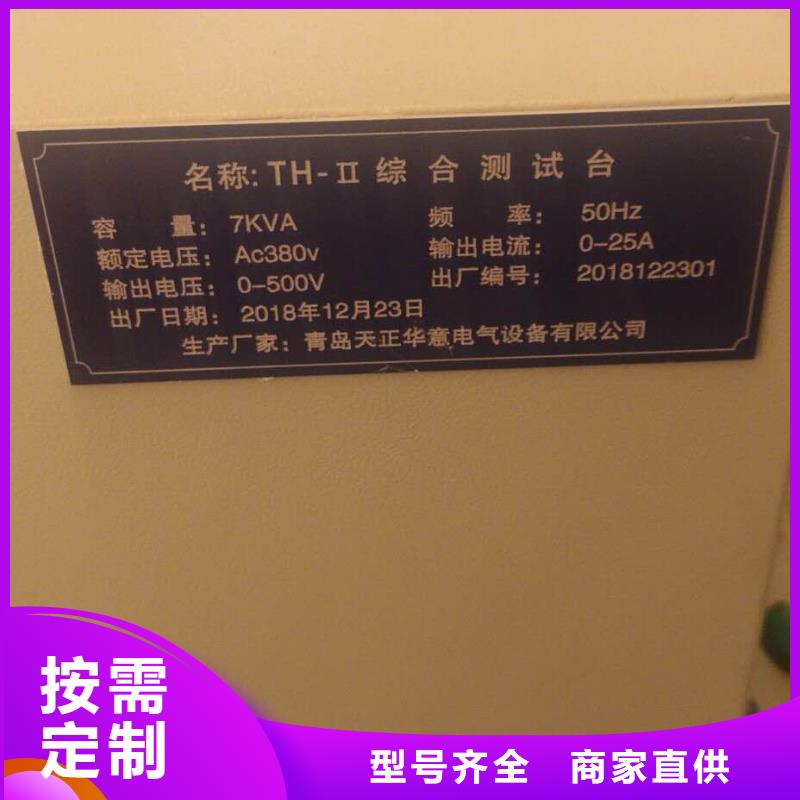 名称: TH-Ⅱ综合测试台
容量: 7KVA 频率: 50Hz
额定电压: Ac380v 输出电流: 0-25A
输出电压: 0-500V 出厂编号: 2018122301
出厂日期: 2018年12月23日
生产厂家: 青岛天正华意电气设备有限公司
按需
定制
型号齐全 商家直供